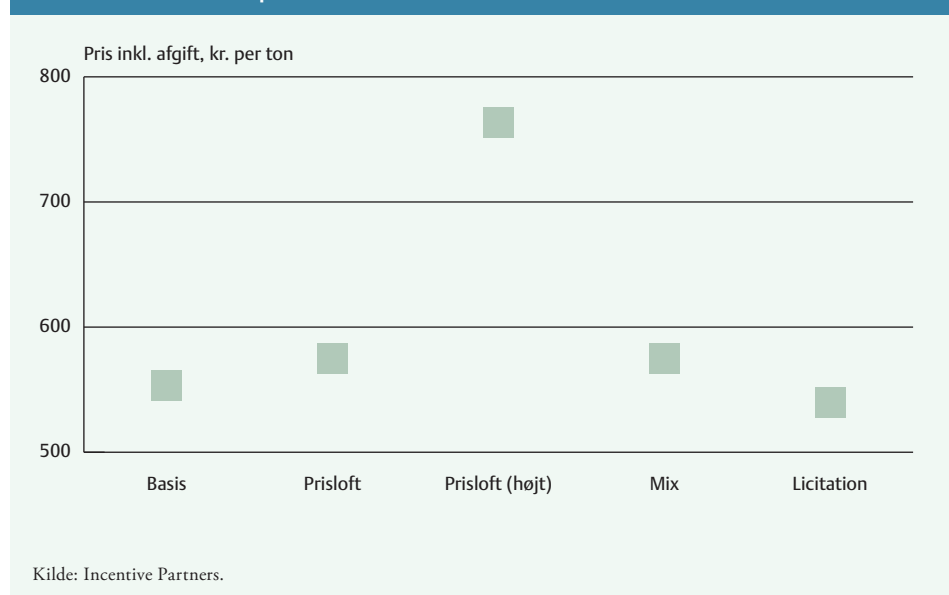 Pris inkl. afgift, kr. per ton
800
700
600
500
Basis Prisloft Prisloft (højt) Mix Licitation
Kilde: Incentive Partners.